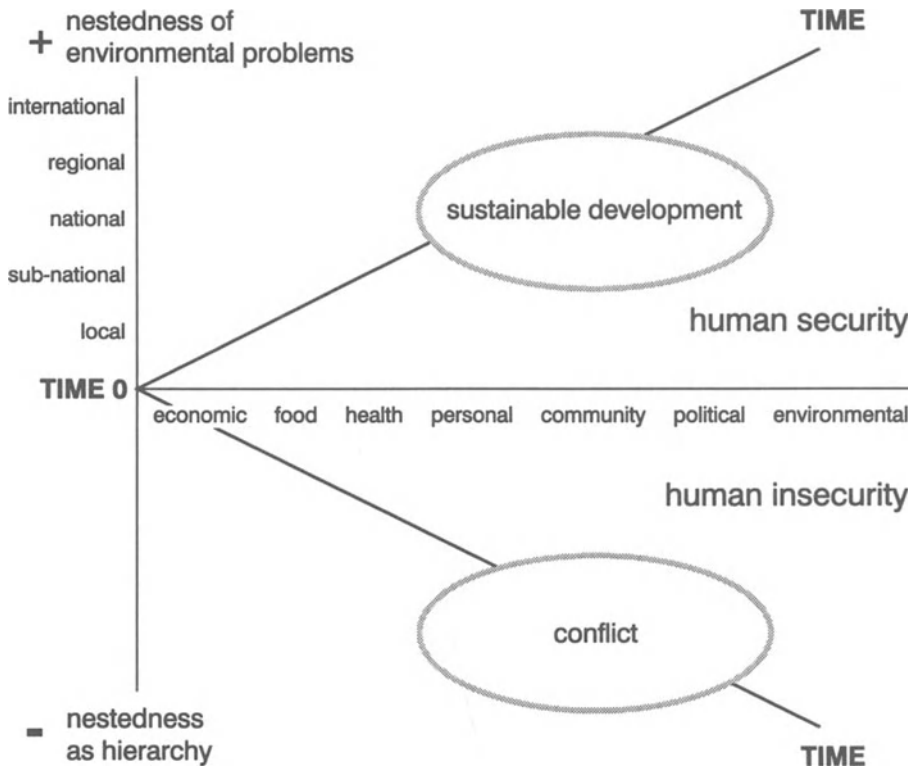 + nestedness of
environmental problems
TIME
international
regional
national
sub-national
local
sustainable development
human security
TIME 0
economic food health personal community political environmental
human insecurity
conflict
- nestedness
as hierarchy
TIME